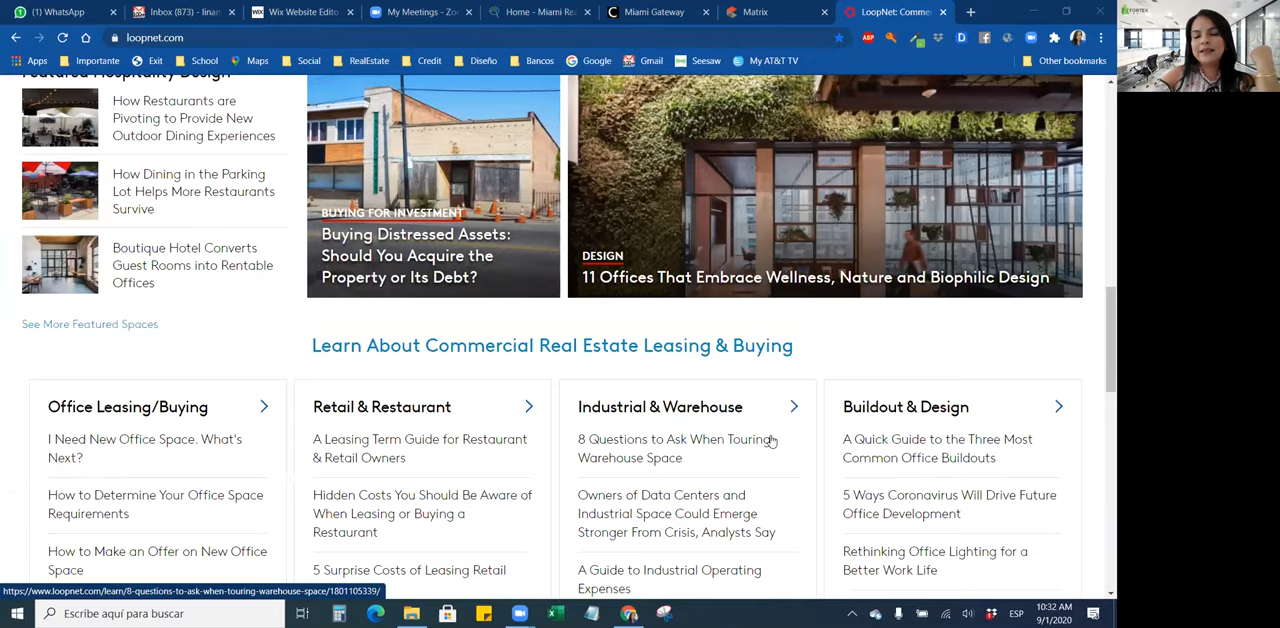 (1) WhatsApp
Inbox (873) - linan
Wix Website Edito
My Meetings - Zo
Home - Miami Re
Miami Gateway
Matrix
LoopNet: Comme
loopnet.com
Apps
Importante
Exit
School
Maps
Social
RealEstate
Credit
Diseño
Bancos
Google
Gmail
Seesaw
My AT&T TV
Other bookmarks
FORTEX
Featured Hospitality Design
How Restaurants are
Pivoting to Provide New
Outdoor Dining Experiences
How Dining in the Parking
Lot Helps More Restaurants
Survive
Boutique Hotel Converts
Guest Rooms into Rentable
Offices
See More Featured Spaces
BUYING FOR INVESTMENT
Buying Distressed Assets:
Should You Acquire the
Property or Its Debt?
DESIGN
11 Offices That Embrace Wellness, Nature and Biophilic Design
Learn About Commercial Real Estate Leasing & Buying
Office Leasing/Buying
I Need New Office Space. What's
Next?
How to Determine Your Office Space
Requirements
How to Make an Offer on New Office
Space
Retail & Restaurant
A Leasing Term Guide for Restaurant
& Retail Owners
Hidden Costs You Should Be Aware of
When Leasing or Buying a
Restaurant
5 Surprise Costs of Leasing Retail
Industrial & Warehouse
8 Questions to Ask When Touring
Warehouse Space
Owners of Data Centers and
Industrial Space Could Emerge
Stronger From Crisis, Analysts Say
A Guide to Industrial Operating
Expenses
Buildout & Design
A Quick Guide to the Three Most
Common Office Buildouts
5 Ways Coronavirus Will Drive Future
Office Development
Rethinking Office Lighting for a
Better Work Life
https://www.loopnet.com/learn/8-questions-to-ask-when-touring-warehouse-space/1801105339/
Escribe aquí para buscar
ESP
10:32 AM
9/1/2020